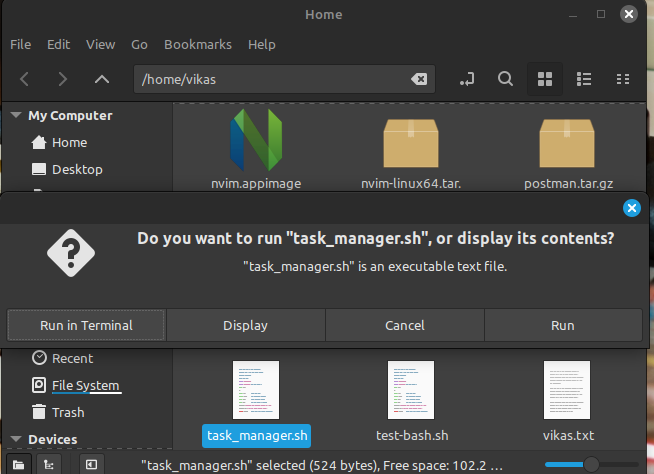 Home
File Edit View Go Bookmarks Help
/home/vikas
My Computer
Home
Desktop
nvim.appimage
nvim-linux64.tar.
postman.tar.gz
Do you want to run "task_manager.sh", or display its contents?
"task_manager.sh" is an executable text file.
Run in Terminal Display Cancel Run
Recent
File System
Trash
Devices
task_manager.sh
test-bash.sh
vikas.txt
"task_manager.sh" selected (524 bytes), Free space: 102.2 ...